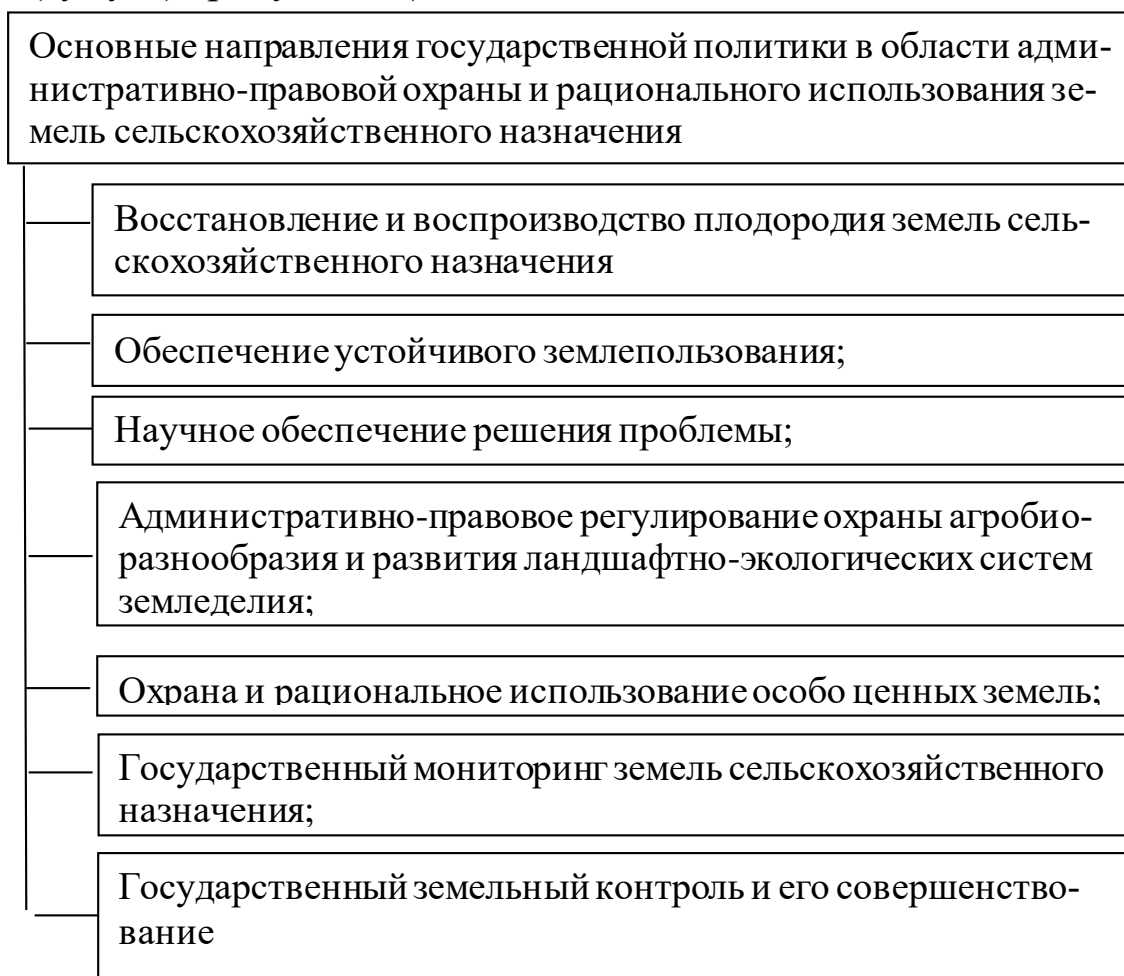 Основные направления государственной политики в области адми-
нистративно-правовой охраны и рационального использования зе-
мель сельскохозяйственного назначения
Восстановление и воспроизводство плодородия земель сель-
скохозяйственного назначения
Обеспечение устойчивого землепользования;
Научное обеспечение решения проблемы;
Административно-правовое регулирование охраны агробио-
разнообразия и развития ландшафтно-экологических систем
земледелия;
Охрана и рациональное использование особо ценных земель;
Государственный мониторинг земель сельскохозяйственного
назначения;
Государственный земельный контроль и его совершенство-
вание